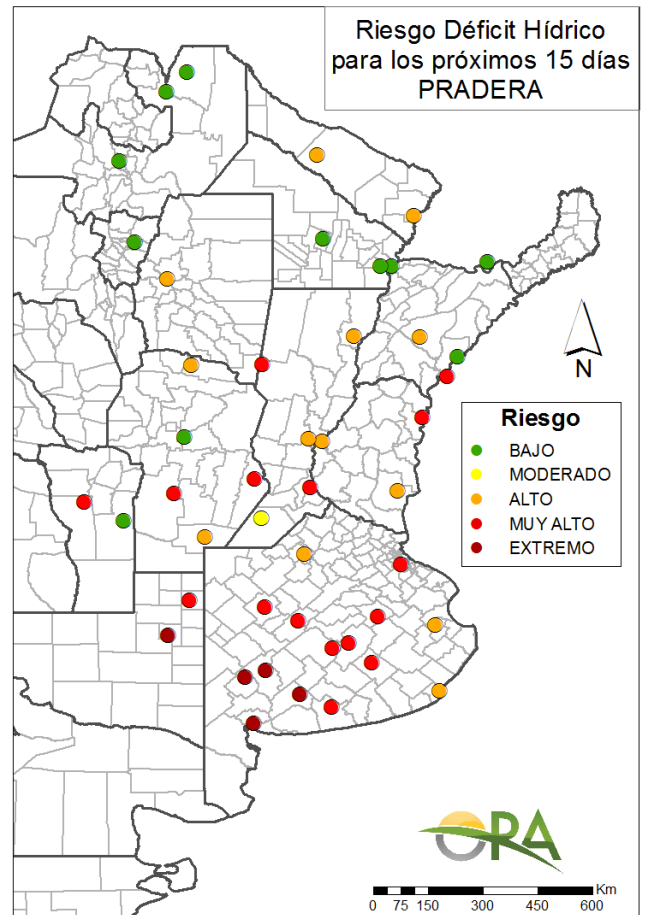 Riesgo Déficit Hídrico
para los próximos 15 días
PRADERA
N
Riesgo
BAJO
MODERADO
ALTO
MUY ALTO
EXTREMO
OPA
Km
0 75 150 300 450 600